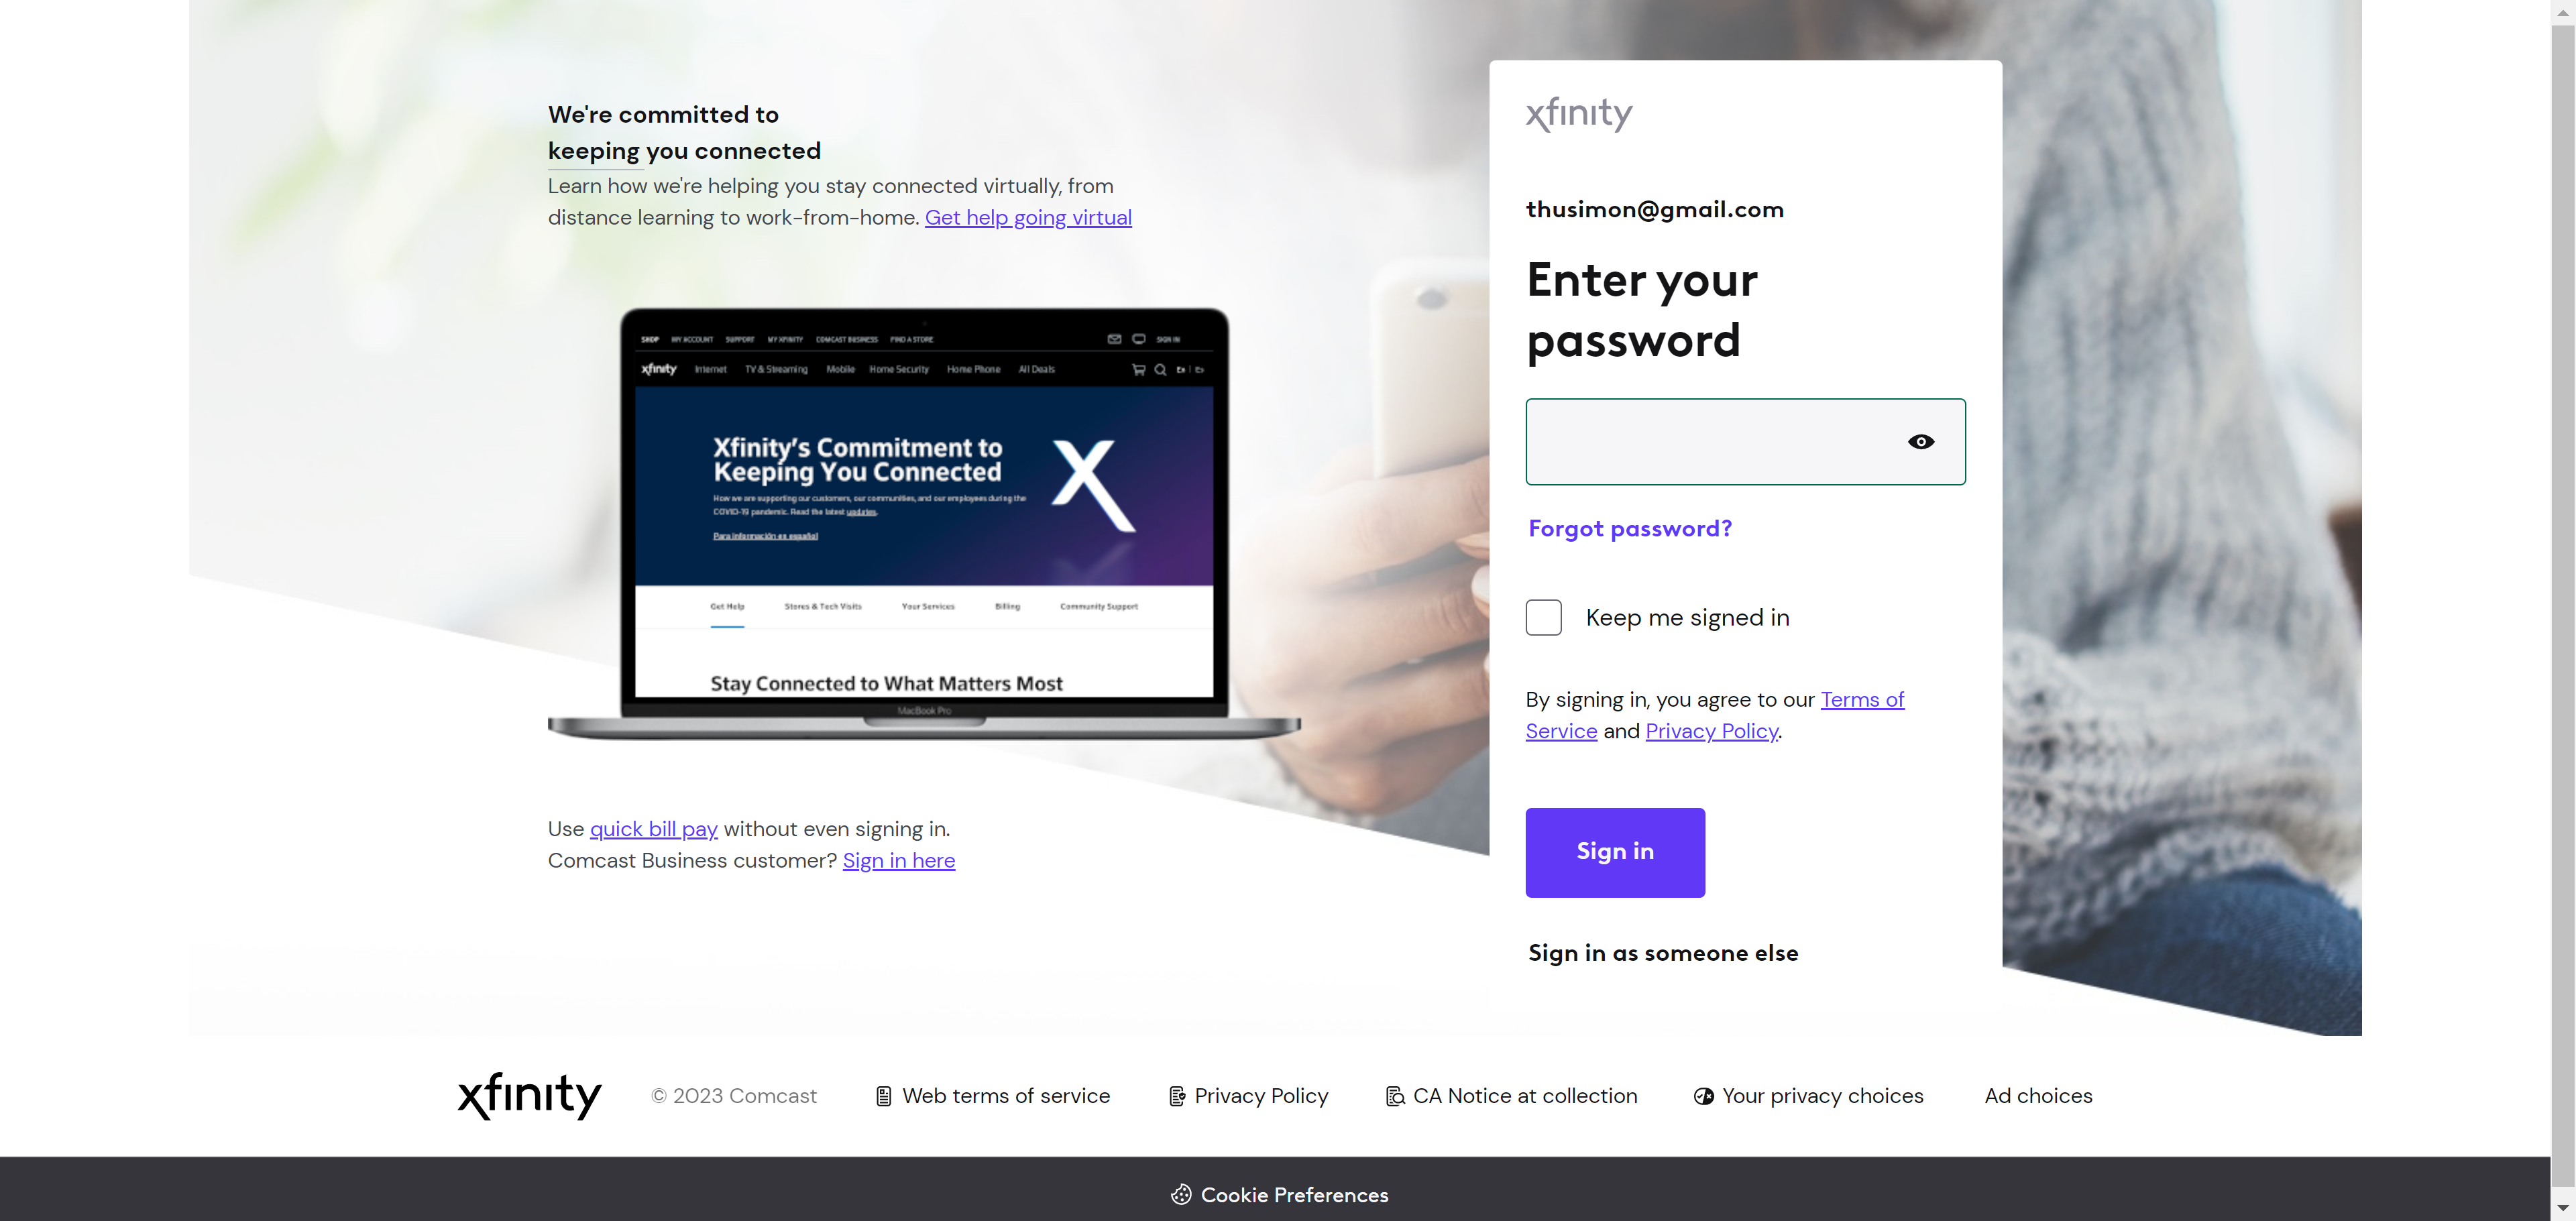 We're committed to
keeping you connected
Learn how we're helping you stay connected virtually, from
distance learning to work-from-home. Get help going virtual
SHOP MY ACCOUNT SUPPORT MY XFINITY COMCAST BUSINESS FIND A STORE SIGN IN
xfinity Internet TV & Streaming Mobile Home Security Home Phone All Deals En | Es
Xfinity's Commitment to
Keeping You Connected
How we are supporting our customers, our communities, and our employees during the
COVID-19 pandemic. Read the latest updates.
Para información es español
Get Help Stores & Tech Visits Your Services Billing Community Support
Stay Connected to What Matters Most
MacBook Pro
Use quick bill pay without even signing in.
Comcast Business customer? Sign in here
xfinity
thusimon@gmail.com
Enter your
password
Forgot password?
Keep me signed in
By signing in, you agree to our Terms of
Service and Privacy Policy.
Sign in
Sign in as someone else
xfinity © 2023 Comcast Web terms of service Privacy Policy CA Notice at collection Your privacy choices Ad choices
Cookie Preferences